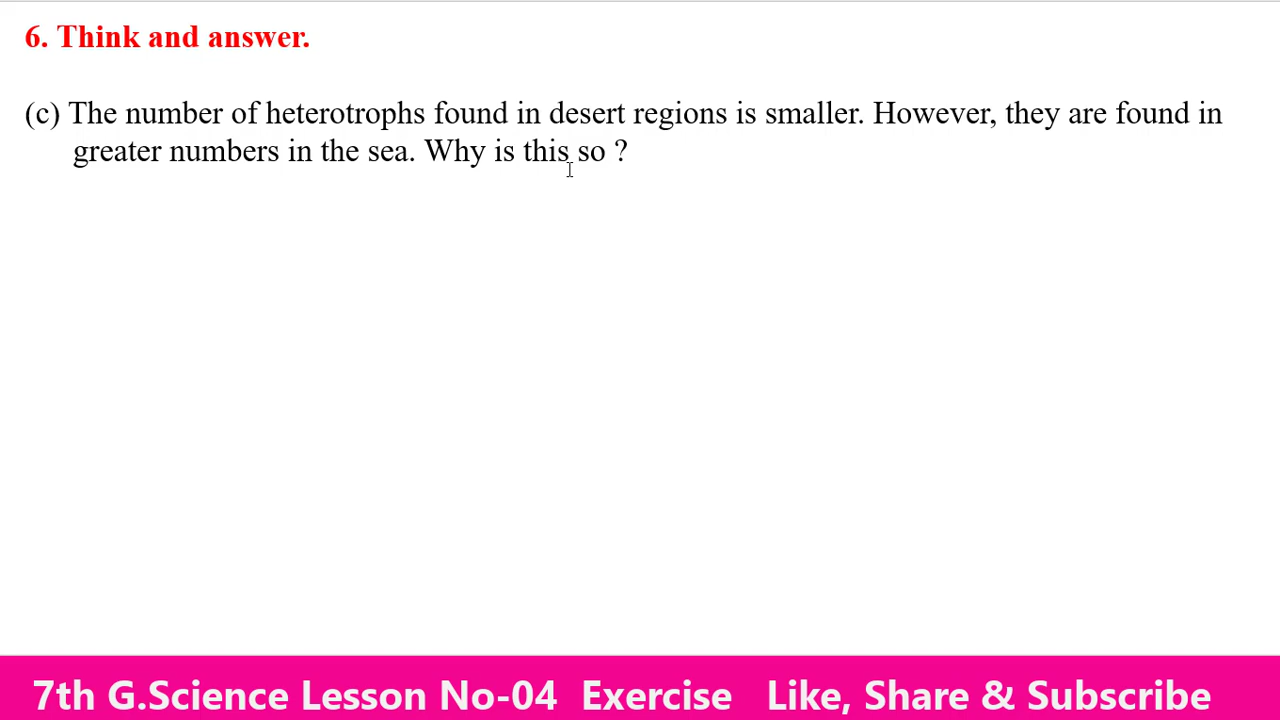 6. Think and answer.
(c) The number of heterotrophs found in desert regions is smaller. However, they are found in
greater numbers in the sea. Why is this so ?
7th G.Science Lesson No-04 Exercise Like, Share & Subscribe